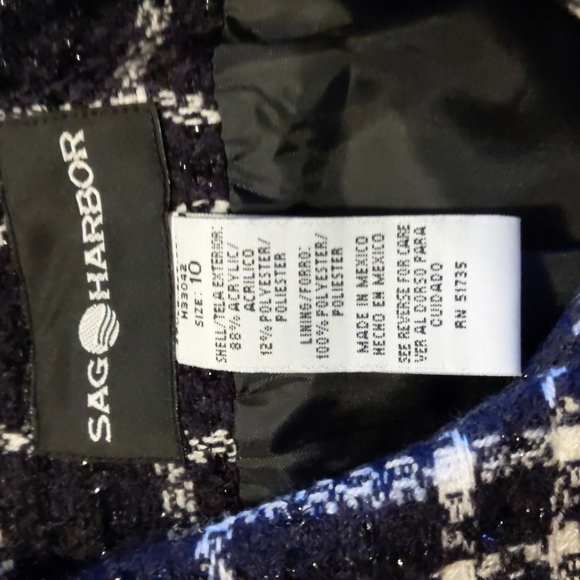 SAG HARBOR
H33042
SIZE: 10
SHELL/TELA EXTERIOR:
88% ACRYLIC/
ACRILICO
12% POLYESTER/
POLIESTER
LINING/FORRO:
100% POLYESTER/
POLIESTER
MADE IN MEXICO
HECHO EN MEXICO
SEE REVERSE FOR CARE
VER AL DORSO PARA
CUIDADO
RN 51735